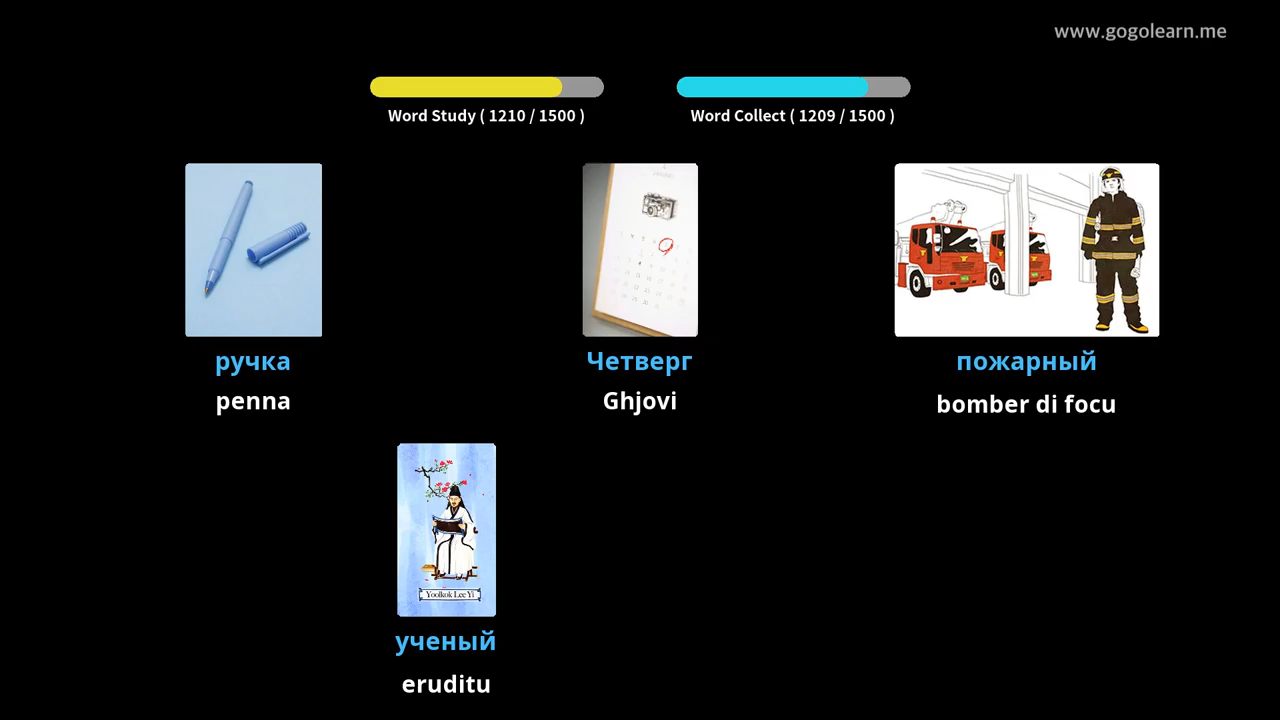 www.gogolearn.me
Word Study ( 1210 / 1500 )
Word Collect ( 1209 / 1500 )
ручка
penna
Четверг
Ghjovi
пожарный
bomber di focu
Yoolkok Lee Yi
ученый
eruditu